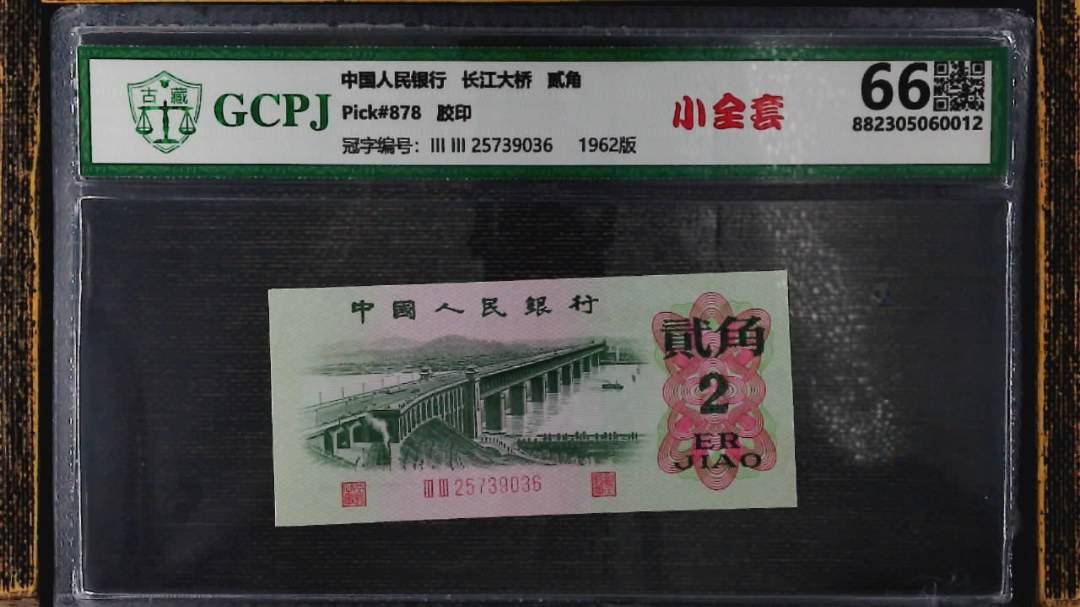 古藏
GCPJ
中国人民银行 长江大桥 贰角
Pick#878 胶印
冠字编号: III III 25739036 1962版
小全套
66
882305060012
中國人民銀行
貳角
2
ER
JIAO
III III 25739036